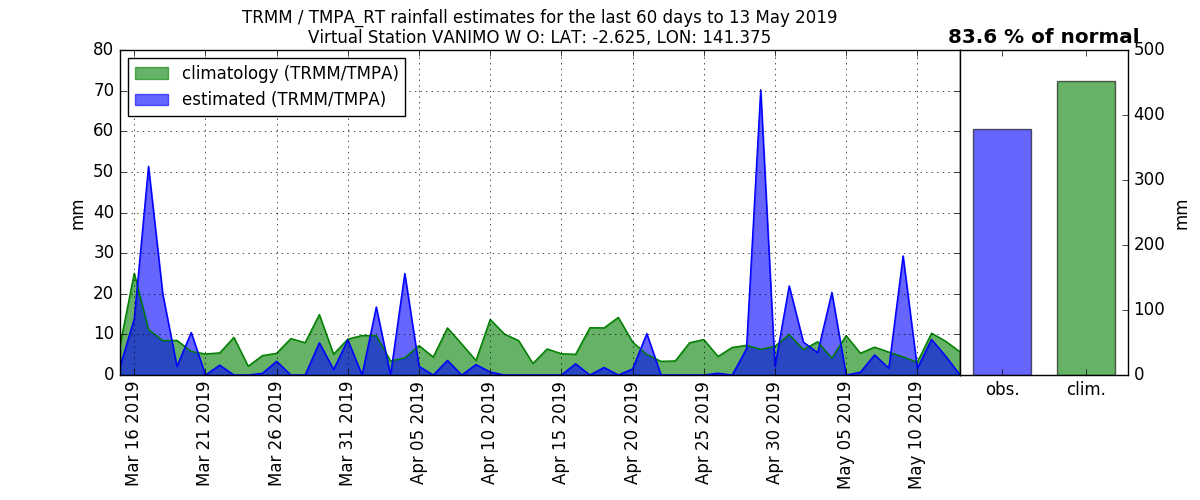 TRMM / TMPA_RT rainfall estimates for the last 60 days to 13 May 2019
Virtual Station VANIMO W O: LAT: -2.625, LON: 141.375
83.6 % of normal
climatology (TRMM/TMPA)
estimated (TRMM/TMPA)
80
70
60
50
40
30
20
10
0
mm
Mar 16 2019
Mar 21 2019
Mar 26 2019
Mar 31 2019
Apr 05 2019
Apr 10 2019
Apr 15 2019
Apr 20 2019
Apr 25 2019
Apr 30 2019
May 05 2019
May 10 2019
obs.
clim.
500
400
300
200
100
0
mm